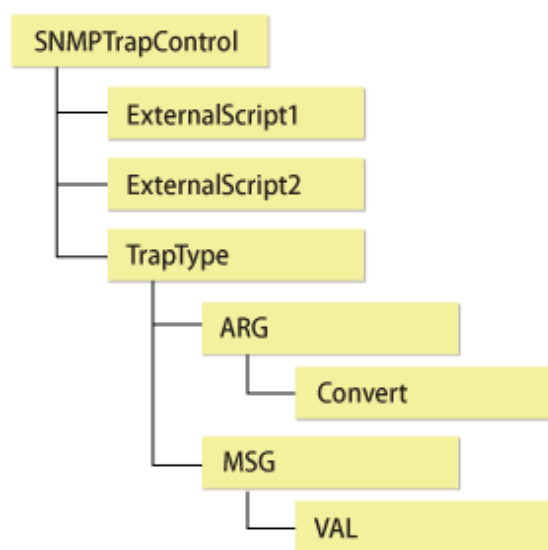 SNMPTrapControl
ExternalScript1
ExternalScript2
TrapType
ARG
Convert
MSG
VAL